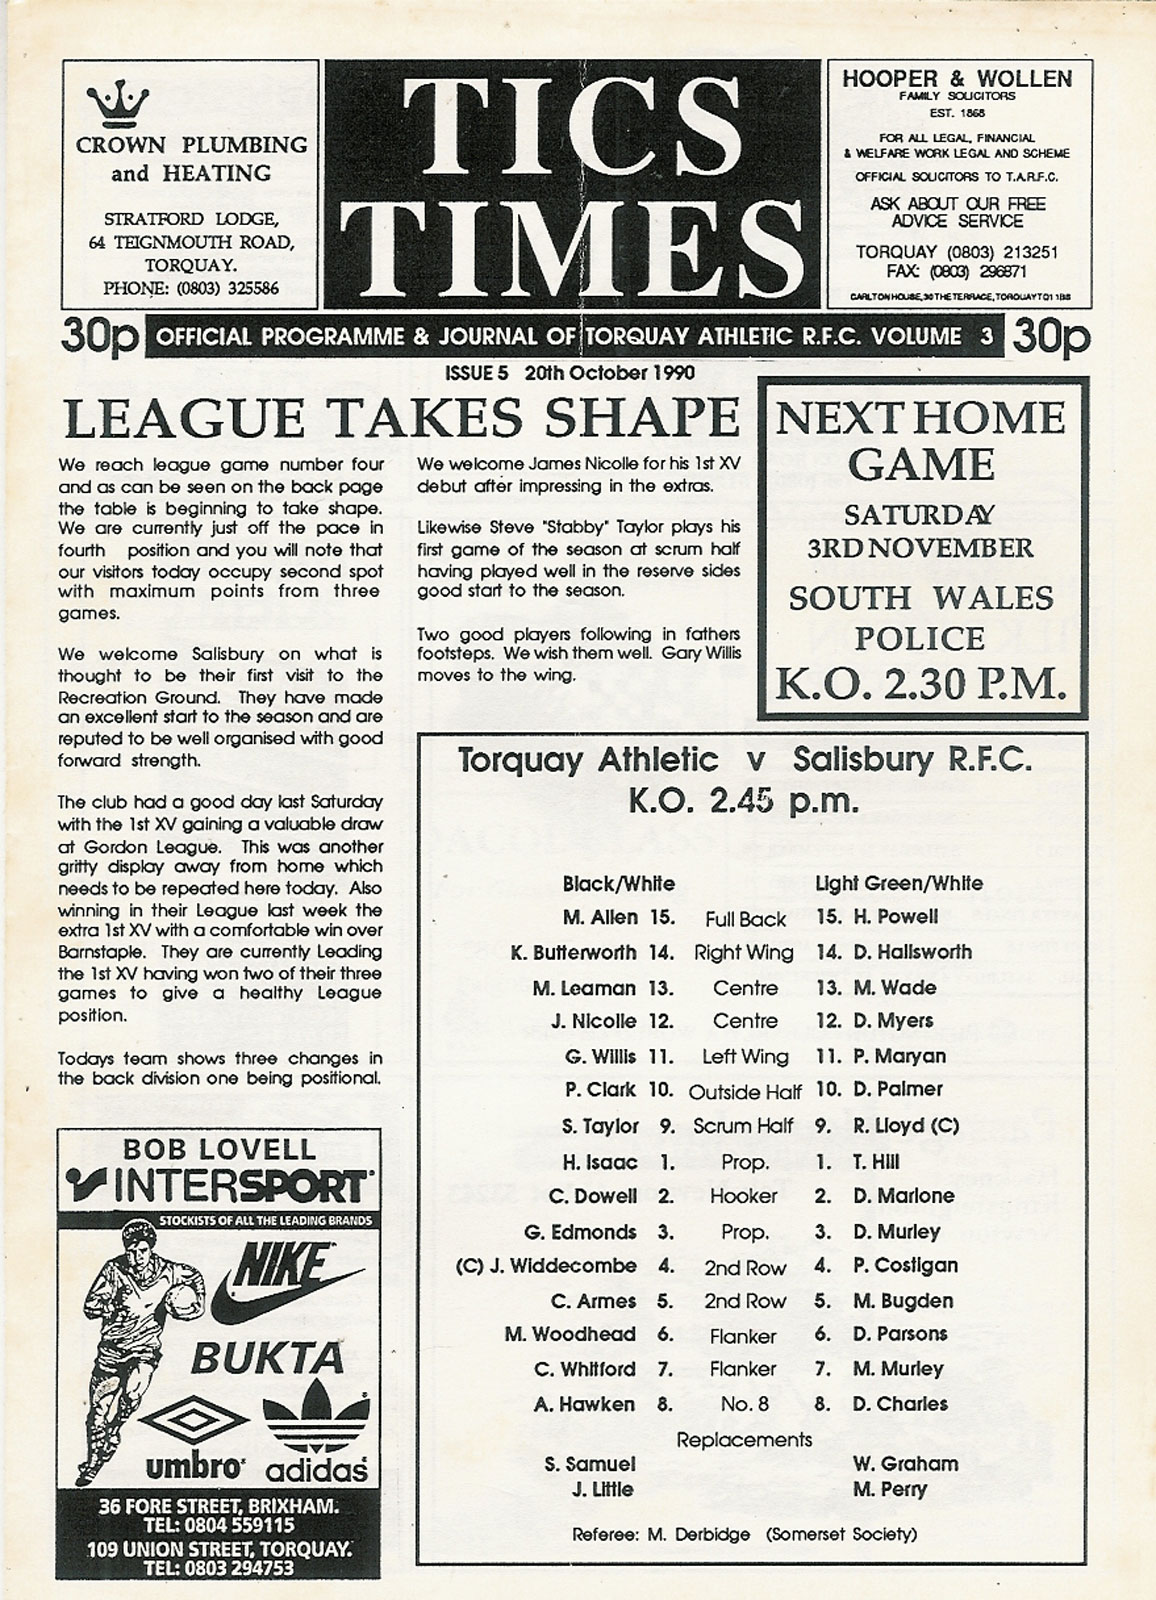 CROWN PLUMBING
and HEATING
STRATFORD LODGE,
64 TEIGNMOUTH ROAD,
TORQUAY.
PHONE: (0803) 325586
TICS
TIMES
HOOPER & WOLLEN
FAMILY SOLICITORS
EST. 1868
FOR ALL LEGAL, FINANCIAL
& WELFARE WORK LEGAL AND SCHEME
OFFICIAL SOLICITORS TO T.A.R.F.C.
ASK ABOUT OUR FREE
ADVICE SERVICE
TORQUAY (0803) 213251
FAX: (0803) 296871
CARLTON HOUSE, 30 THE TERRACE, TORQUAY TQ1 1BS
30p OFFICIAL PROGRAMME & JOURNAL OF TORQUAY ATHLETIC R.F.C. VOLUME 3 30p
ISSUE 5 20th October 1990
LEAGUE TAKES SHAPE
We reach league game number four
and as can be seen on the back page
the table is beginning to take shape.
We are currently just off the pace in
fourth position and you will note that
our visitors today occupy second spot
with maximum points from three
games.
We welcome Salisbury on what is
thought to be their first visit to the
Recreation Ground. They have made
an excellent start to the season and are
reputed to be well organised with good
forward strength.
The club had a good day last Saturday
with the 1st XV gaining a valuable draw
at Gordon League. This was another
gritty display away from home which
needs to be repeated here today. Also
winning in their League last week the
extra 1st XV with a comfortable win over
Barnstaple. They are currently Leading
the 1st XV having won two of their three
games to give a healthy League
position.
Todays team shows three changes in
the back division one being positional.
We welcome James Nicolle for his 1st XV
debut after impressing in the extras.
Likewise Steve "Stabby" Taylor plays his
first game of the season at scrum half
having played well in the reserve sides
good start to the season.
Two good players following in fathers
footsteps. We wish them well. Gary Willis
moves to the wing.
NEXT HOME
GAME
SATURDAY
3RD NOVEMBER
SOUTH WALES
POLICE
K.O. 2.30 P.M.
Torquay Athletic v Salisbury R.F.C.
K.O. 2.45 p.m.
Black/White Light Green/White
M. Allen 15. Full Back 15. H. Powell
K. Butterworth 14. Right Wing 14. D. Hallsworth
M. Leaman 13. Centre 13. M. Wade
J. Nicolle 12. Centre 12. D. Myers
G. Willis 11. Left Wing 11. P. Maryan
P. Clark 10. Outside Half 10. D. Palmer
S. Taylor 9. Scrum Half 9. R. Lloyd (C)
H. Isaac 1. Prop. 1. T. Hill
C. Dowell 2. Hooker 2. D. Marlone
G. Edmonds 3. Prop. 3. D. Murley
(C) J. Widdecombe 4. 2nd Row 4. P. Costigan
C. Armes 5. 2nd Row 5. M. Bugden
M. Woodhead 6. Flanker 6. D. Parsons
C. Whitford 7. Flanker 7. M. Murley
A. Hawken 8. No. 8 8. D. Charles
Replacements
S. Samuel W. Graham
J. Little M. Perry
Referee: M. Derbidge (Somerset Society)
BOB LOVELL
INTERSPORT
STOCKISTS OF ALL THE LEADING BRANDS
NIKE
BUKTA
umbro adidas
36 FORE STREET, BRIXHAM.
TEL: 0804 559115
109 UNION STREET, TORQUAY.
TEL: 0803 294753